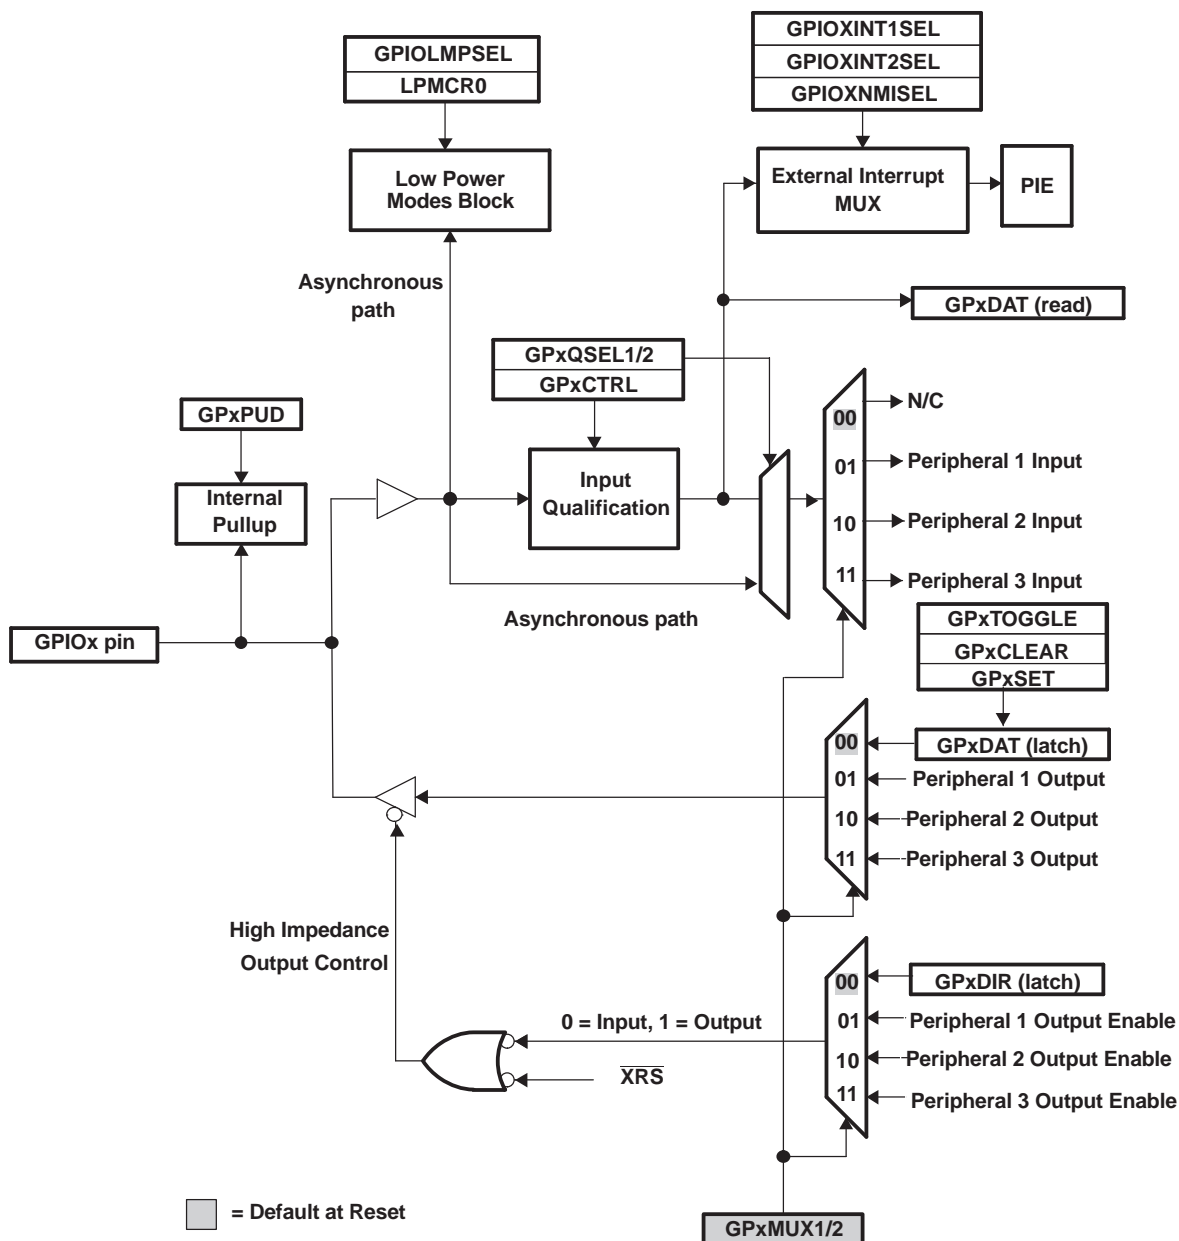 GPIOXINT1SEL
GPIOLMPSEL
GPIOXINT2SEL
LPMCR0
GPIOXNMISEL
Low Power
Modes Block
External Interrupt
MUX
PIE
Asynchronous
path
GPxDAT (read)
GPxQSEL1/2
GPxCTRL
GPxPUD
00
N/C
01
Peripheral 1 Input
Internal
Pullup
Input
Qualification
10
Peripheral 2 Input
11
Peripheral 3 Input
Asynchronous path
GPIOx pin
GPxTOGGLE
GPxCLEAR
GPxSET
00
GPxDAT (latch)
01
Peripheral 1 Output
10
Peripheral 2 Output
11
Peripheral 3 Output
High Impedance
Output Control
00
GPxDIR (latch)
0 = Input, 1 = Output
01
Peripheral 1 Output Enable
10
Peripheral 2 Output Enable
XRS
11
Peripheral 3 Output Enable
= Default at Reset
GPxMUX1/2